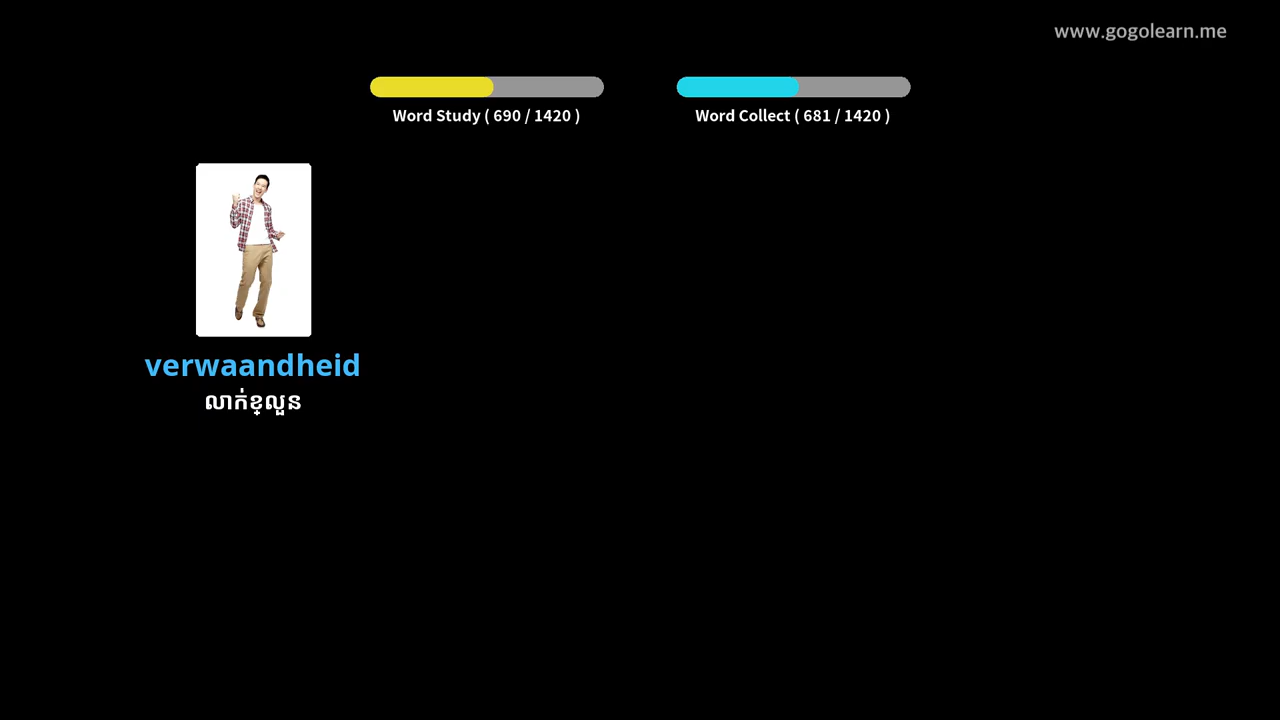 www.gogolearn.me
Word Study ( 690 / 1420 )
Word Collect ( 681 / 1420 )
verwaandheid
លាក់ខ្លួន